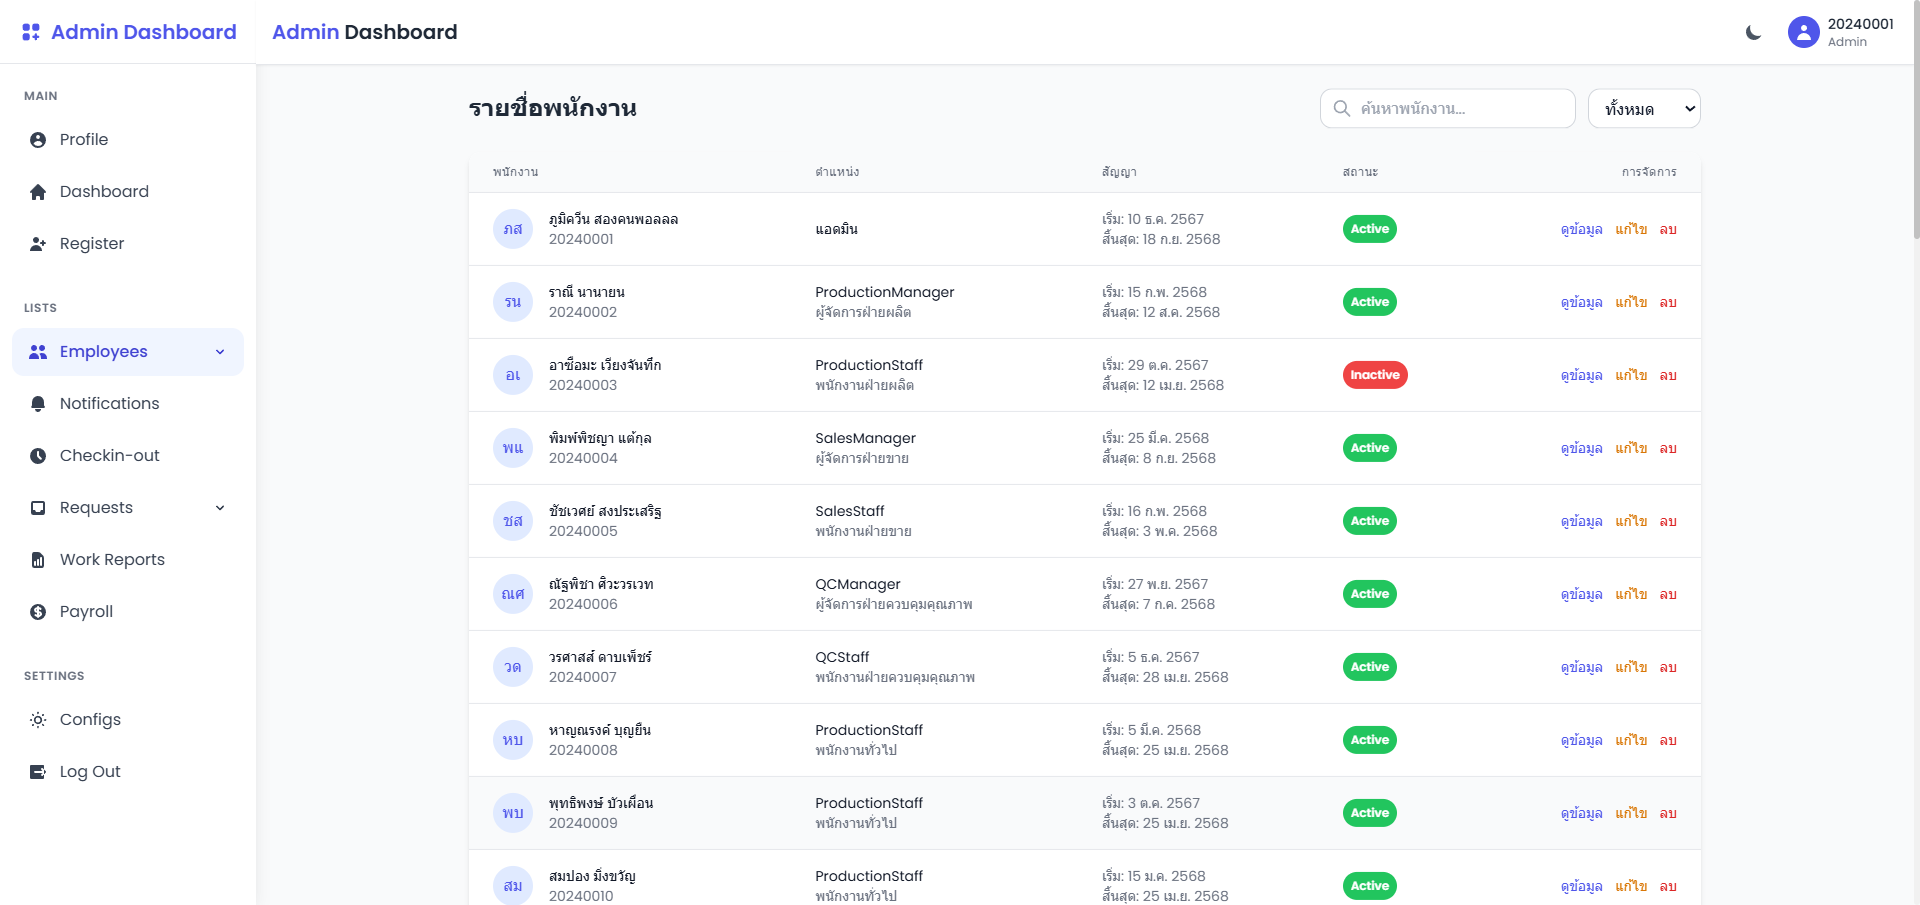 Admin Dashboard
Admin Dashboard
20240001
Admin
MAIN
Profile
Dashboard
Register
LISTS
Employees
Notifications
Checkin-out
Requests
Work Reports
Payroll
SETTINGS
Configs
Log Out
รายชื่อพนักงาน
ค้นหาพนักงาน...
ทั้งหมด
พนักงาน ตำแหน่ง สัญญา สถานะ การจัดการ
ภส ภูมิควีน สองคนพอลลล 20240001
แอดมิน
เริ่ม: 10 ธ.ค. 2567
สิ้นสุด: 18 ก.ย. 2568
Active
ดูข้อมูล แก้ไข ลบ
รน ราณี นานายน 20240002
ProductionManager
ผู้จัดการฝ่ายผลิต
เริ่ม: 15 ก.พ. 2568
สิ้นสุด: 12 ส.ค. 2568
Active
ดูข้อมูล แก้ไข ลบ
อเ อาซือมะ เวียงจันทึก 20240003
ProductionStaff
พนักงานฝ่ายผลิต
เริ่ม: 29 ต.ค. 2567
สิ้นสุด: 12 เม.ย. 2568
Inactive
ดูข้อมูล แก้ไข ลบ
พแ พิมพ์พิชญา แต้กุล 20240004
SalesManager
ผู้จัดการฝ่ายขาย
เริ่ม: 25 มี.ค. 2568
สิ้นสุด: 8 ก.ย. 2568
Active
ดูข้อมูล แก้ไข ลบ
ชส ชัชเวศย์ สงประเสริฐ 20240005
SalesStaff
พนักงานฝ่ายขาย
เริ่ม: 16 ก.พ. 2568
สิ้นสุด: 3 พ.ค. 2568
Active
ดูข้อมูล แก้ไข ลบ
ณศ ณัฐพิชา ศิวะวรเวท 20240006
QCManager
ผู้จัดการฝ่ายควบคุมคุณภาพ
เริ่ม: 27 พ.ย. 2567
สิ้นสุด: 7 ก.ค. 2568
Active
ดูข้อมูล แก้ไข ลบ
วด วรศาสส์ ดาบเพ็ชร์ 20240007
QCStaff
พนักงานฝ่ายควบคุมคุณภาพ
เริ่ม: 5 ธ.ค. 2567
สิ้นสุด: 28 เม.ย. 2568
Active
ดูข้อมูล แก้ไข ลบ
หบ หาญณรงค์ บุญยืน 20240008
ProductionStaff
พนักงานทั่วไป
เริ่ม: 5 มี.ค. 2568
สิ้นสุด: 25 เม.ย. 2568
Active
ดูข้อมูล แก้ไข ลบ
พบ พุทธิพงษ์ บัวเผื่อน 20240009
ProductionStaff
พนักงานทั่วไป
เริ่ม: 3 ต.ค. 2567
สิ้นสุด: 25 เม.ย. 2568
Active
ดูข้อมูล แก้ไข ลบ
สม สมปอง มิ่งขวัญ 20240010
ProductionStaff
พนักงานทั่วไป
เริ่ม: 15 ม.ค. 2568
สิ้นสุด: 25 เม.ย. 2568
Active
ดูข้อมูล แก้ไข ลบ